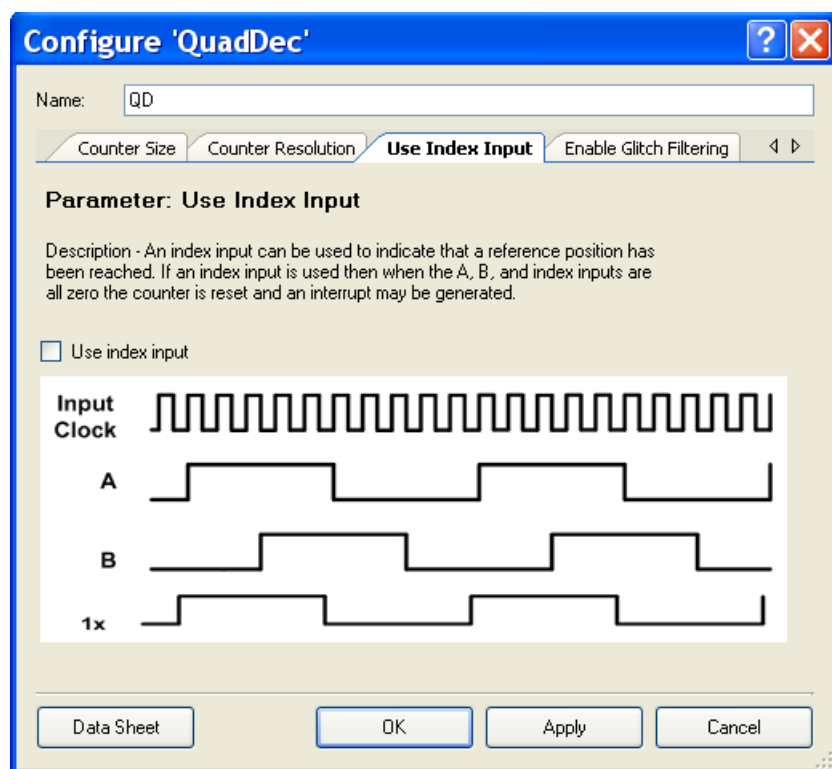 Configure 'QuadDec'
Name: QD
Counter Size Counter Resolution Use Index Input Enable Glitch Filtering
Parameter: Use Index Input
Description - An index input can be used to indicate that a reference position has
been reached. If an index input is used then when the A, B, and index inputs are
all zero the counter is reset and an interrupt may be generated.
Use index input
Input
Clock
A
B
1x
Data Sheet OK Apply Cancel